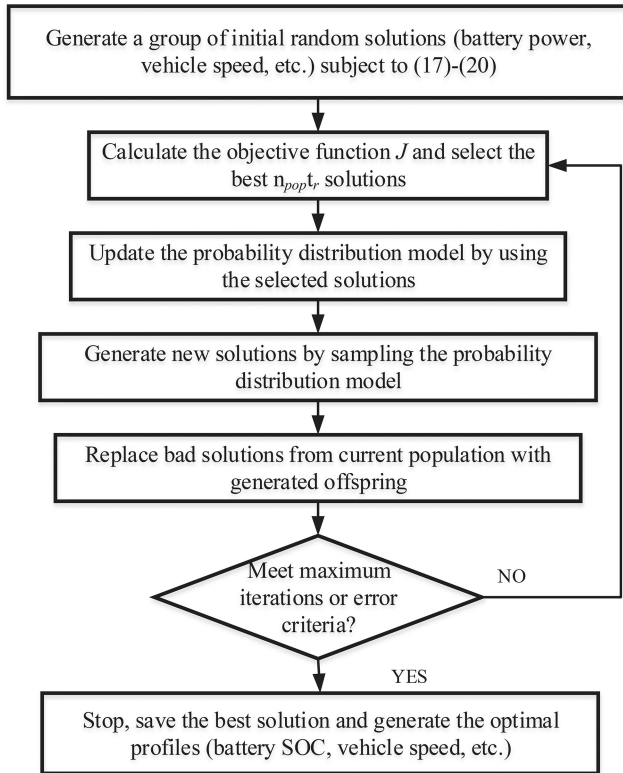 Generate a group of initial random solutions (battery power,
vehicle speed, etc.) subject to (17)-(20)
Calculate the objective function J and select the
best npoptr solutions
Update the probability distribution model by using
the selected solutions
Generate new solutions by sampling the probability
distribution model
Replace bad solutions from current population with
generated offspring
Meet maximum
iterations or error
criteria?
NO
YES
Stop, save the best solution and generate the optimal
profiles (battery SOC, vehicle speed, etc.)